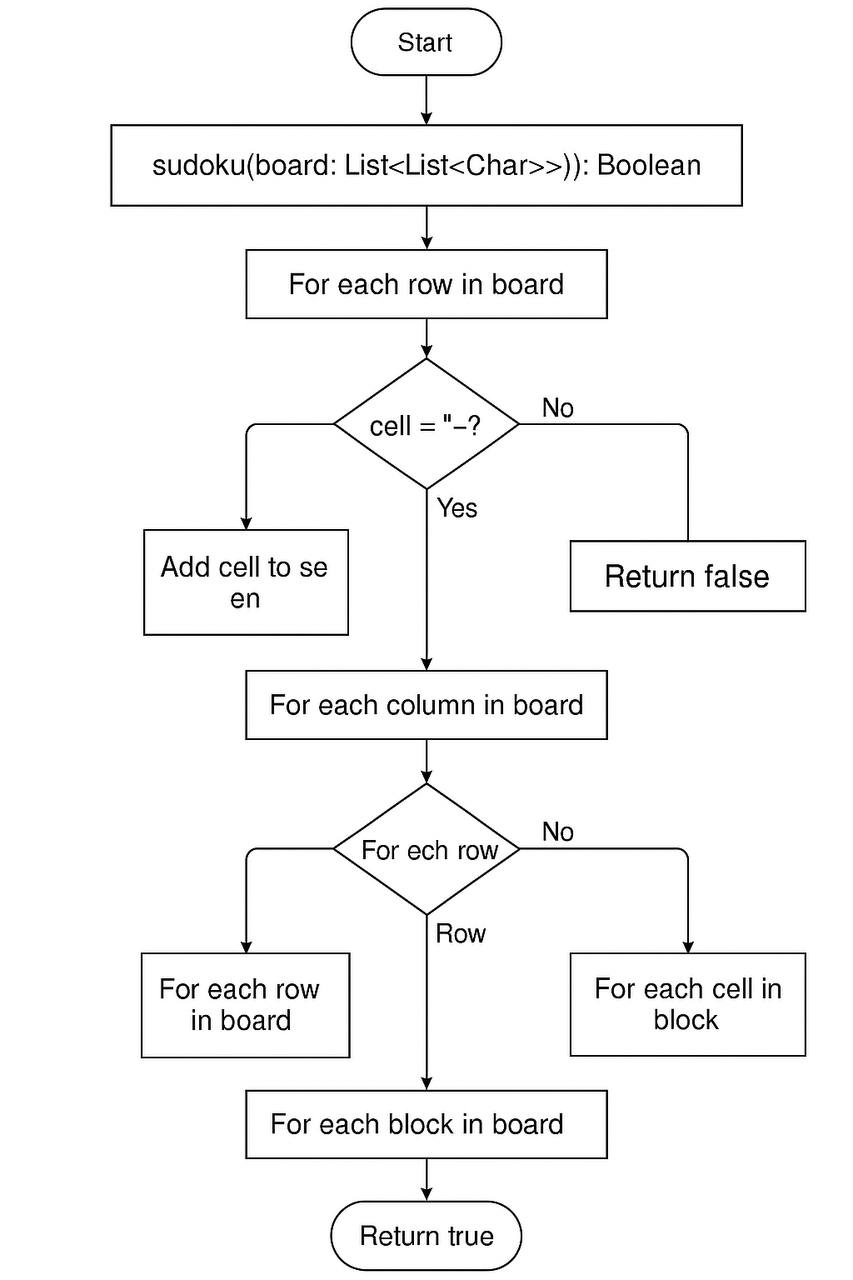 Start
sudoku(board: List<List<Char>>)): Boolean
For each row in board
cell = "–?
No
Yes
Add cell to se
en
Return false
For each column in board
For ech row
No
Row
For each row
in board
For each cell in
block
For each block in board
Return true